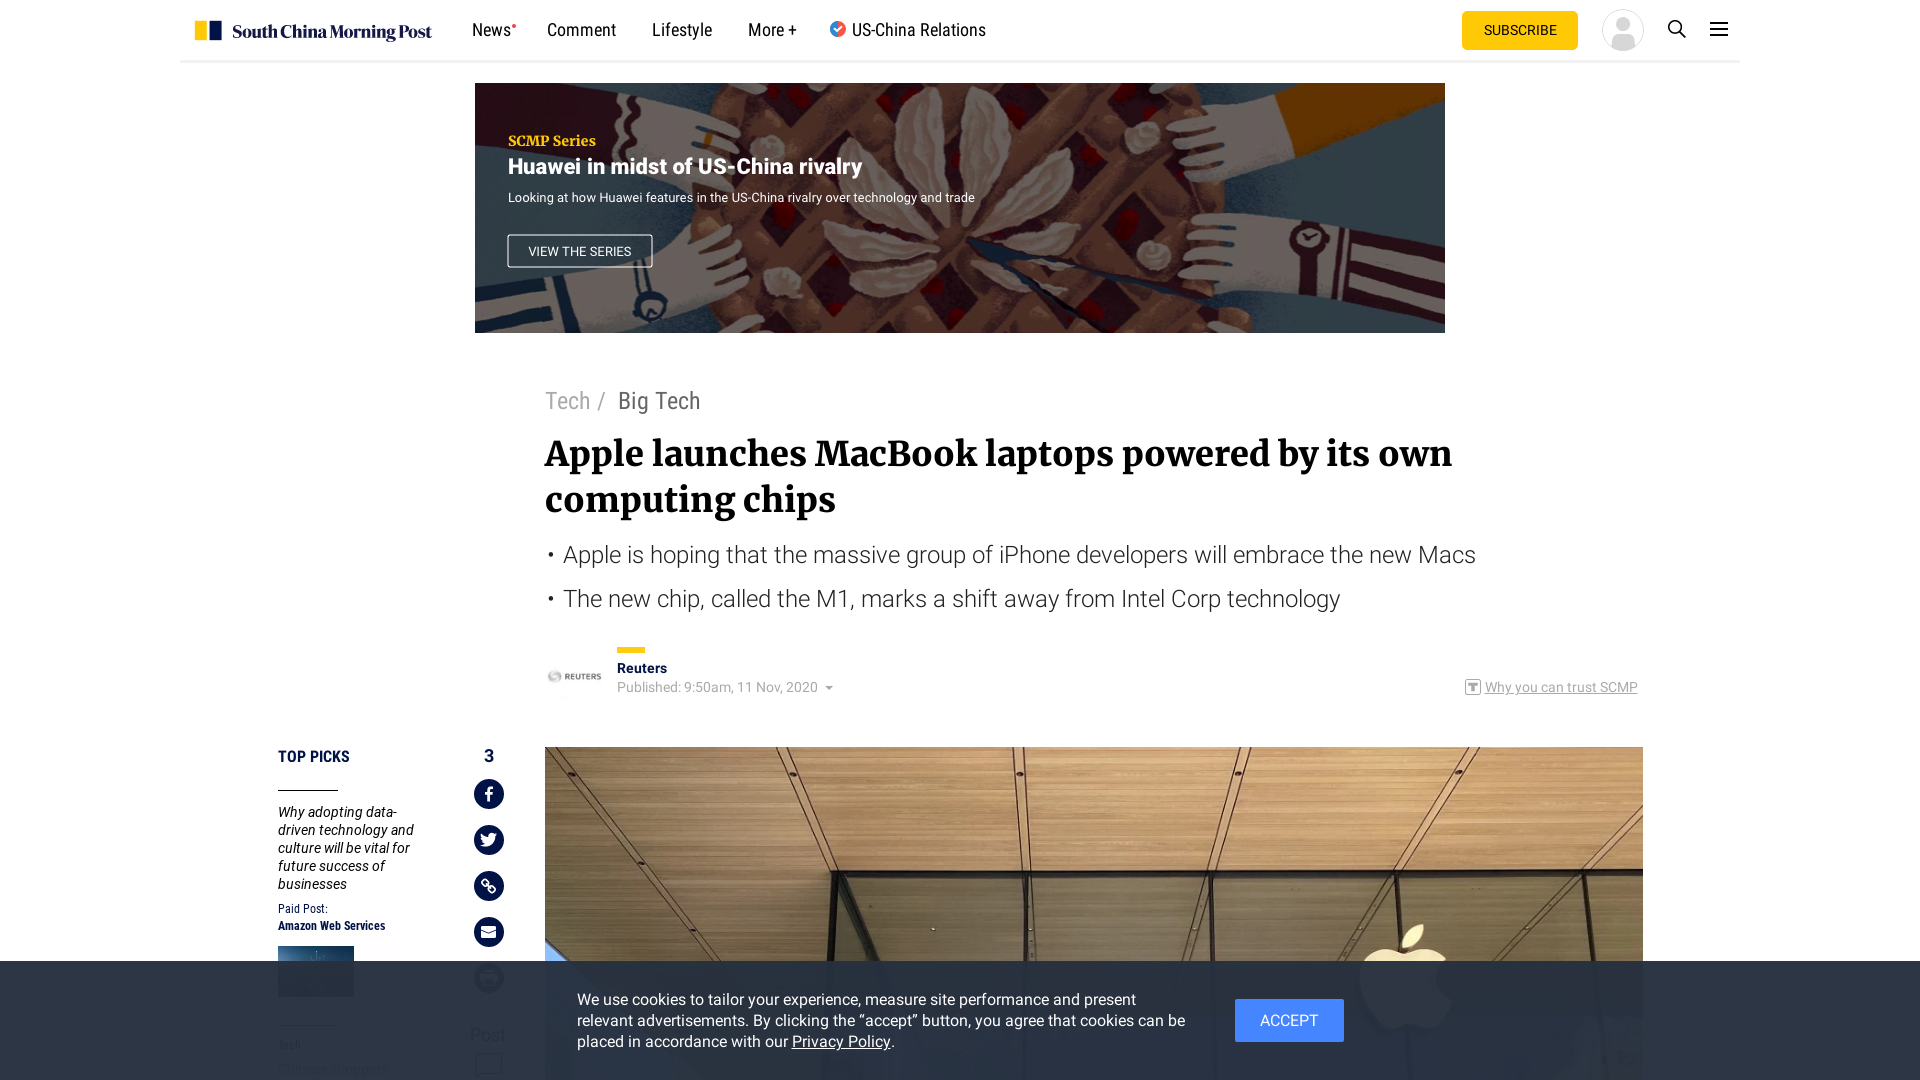 South China Morning Post
News
Comment
Lifestyle
More +
US-China Relations
SUBSCRIBE
SCMP Series
Huawei in midst of US-China rivalry
Looking at how Huawei features in the US-China rivalry over technology and trade
VIEW THE SERIES
Tech / Big Tech
Apple launches MacBook laptops powered by its own
computing chips
• Apple is hoping that the massive group of iPhone developers will embrace the new Macs
• The new chip, called the M1, marks a shift away from Intel Corp technology
REUTERS
Reuters
Published: 9:50am, 11 Nov, 2020
Why you can trust SCMP
TOP PICKS
Why adopting data-
driven technology and
culture will be vital for
future success of
businesses
Paid Post:
Amazon Web Services
3
Post
Tech
We use cookies to tailor your experience, measure site performance and present
relevant advertisements. By clicking the “accept” button, you agree that cookies can be
placed in accordance with our Privacy Policy.
ACCEPT